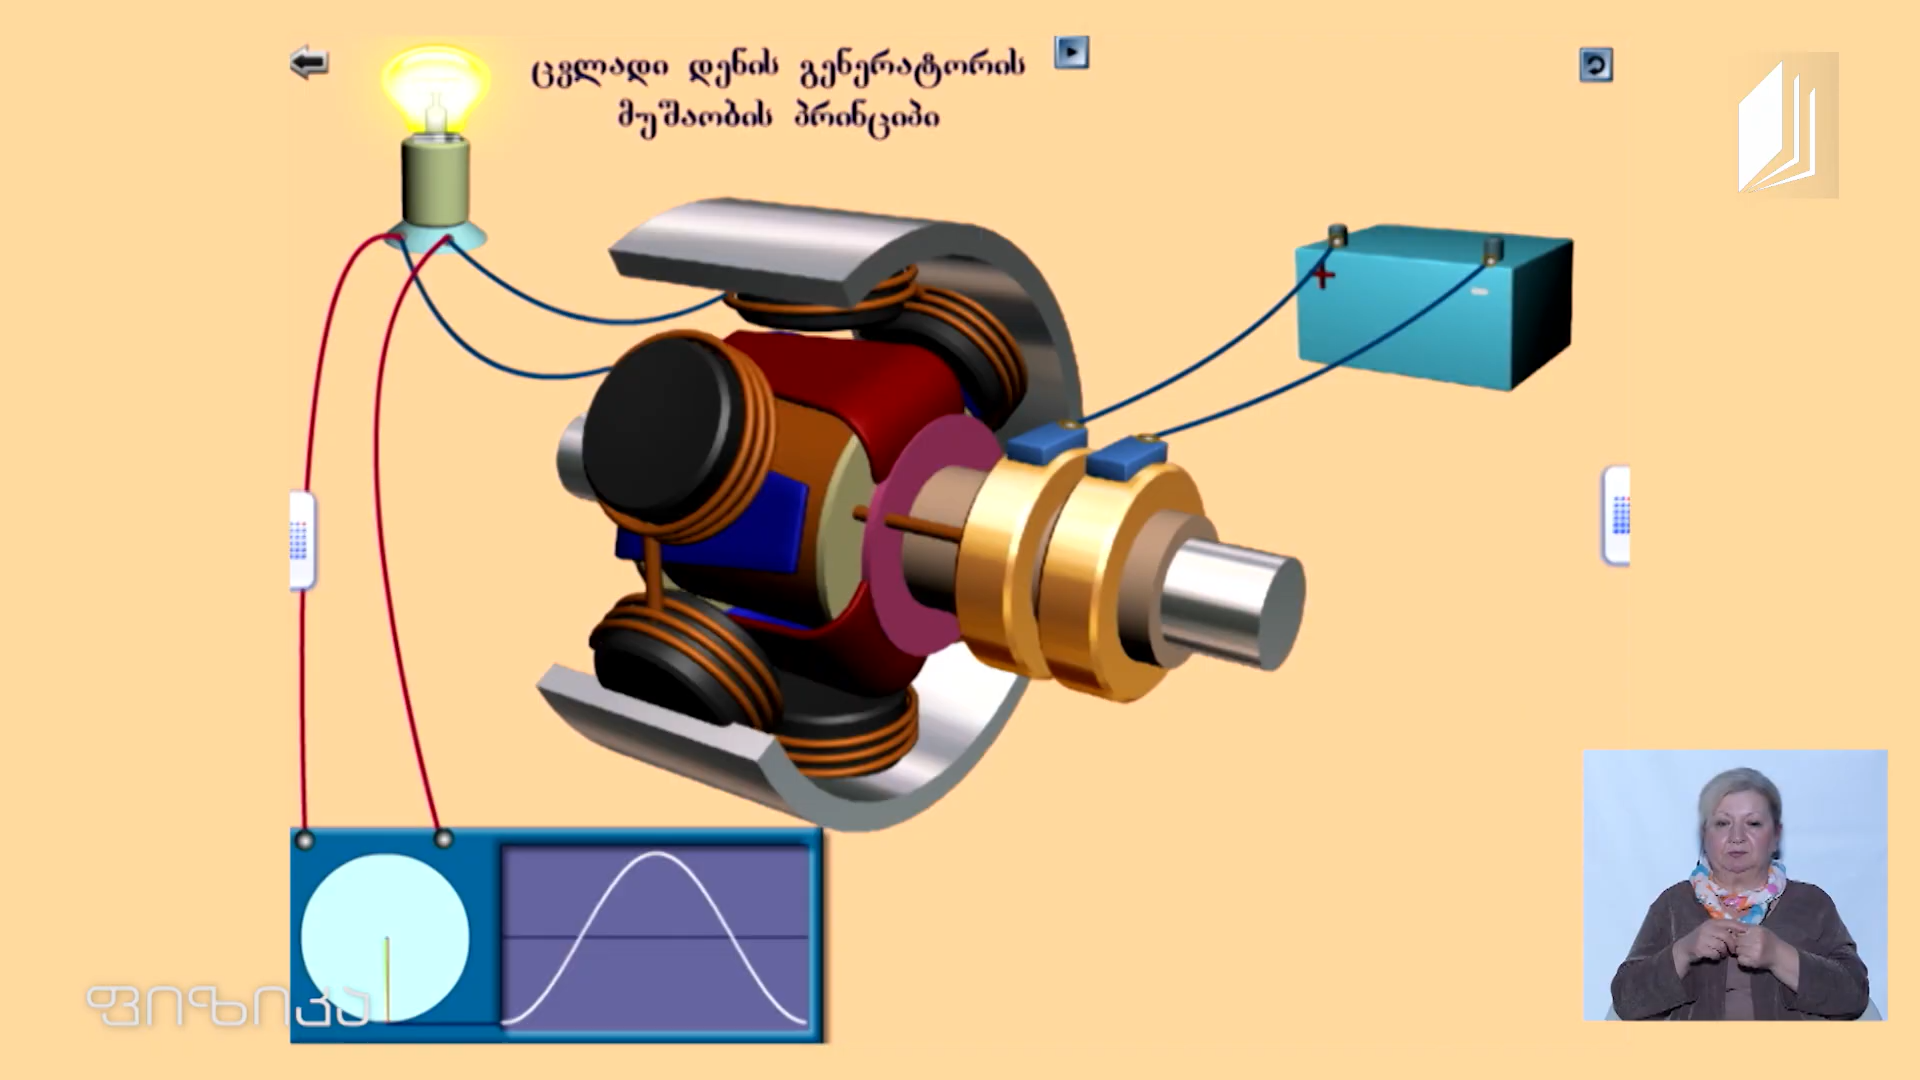 ცვლადი დენის გენერატორის
მუშაობის პრინციპი
+
−
ფიზიკა